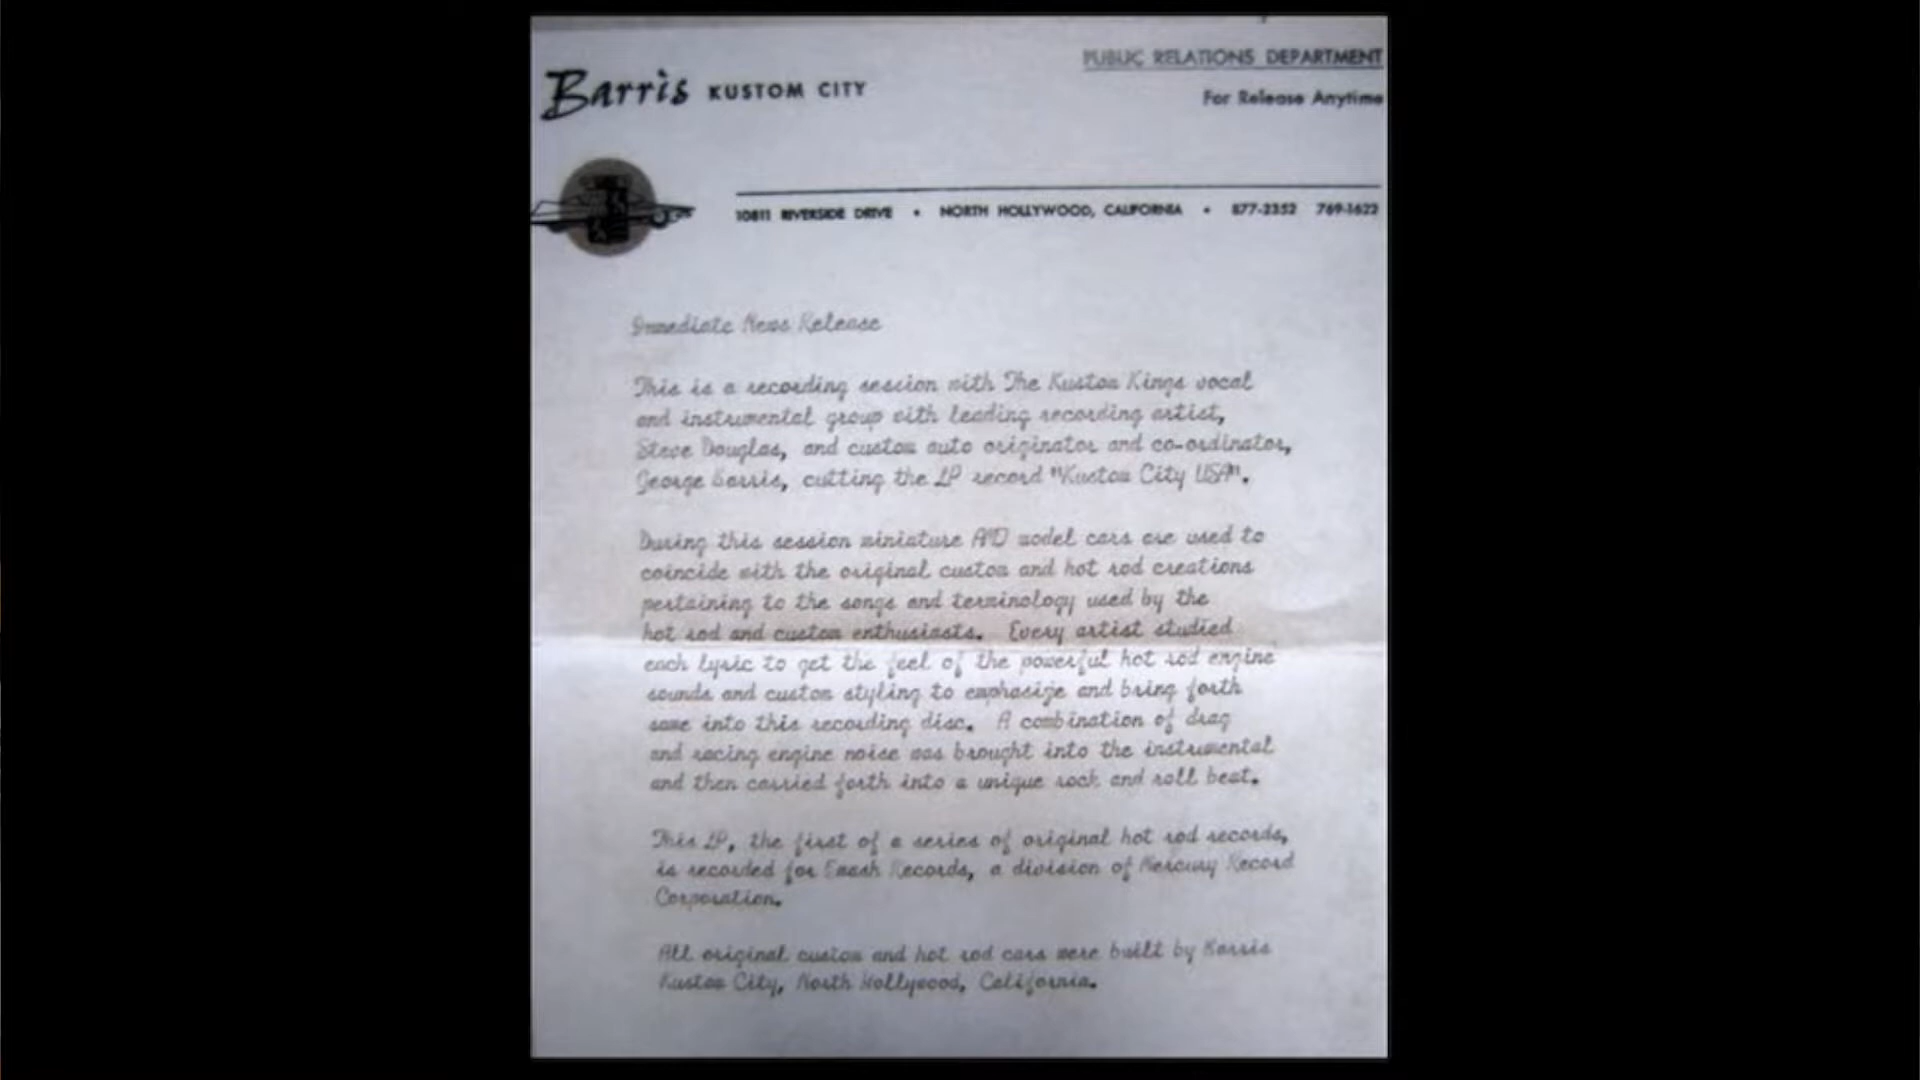 PUBLIC RELATIONS DEPARTMENT
Barris KUSTOM CITY
For Release Anytime
10811 RIVERSIDE DRIVE • NORTH HOLLYWOOD, CALIFORNIA • 877-2352 769-1622
Immediate News Release
This is a recording session with The Kustom Kings vocal
and instrumental group with leading recording artist,
Steve Douglas, and custom auto originator and co-ordinator,
George Barris, cutting the LP record "Kustom City USA".
During this session miniature AMT model cars are used to
coincide with the original custom and hot rod creations
pertaining to the songs and terminology used by the
hot rod and custom enthusiasts. Every artist studied
each lyric to get the feel of the powerful hot rod engine
sounds and custom styling to emphasize and bring forth
same into this recording disc. A combination of drag
and racing engine noise was brought into the instrumental
and then carried forth into a unique rock and roll beat.
This LP, the first of a series of original hot rod records,
is recorded for Smash Records, a division of Mercury Record
Corporation.
All original custom and hot rod cars were built by Barris
Kustom City, North Hollywood, California.